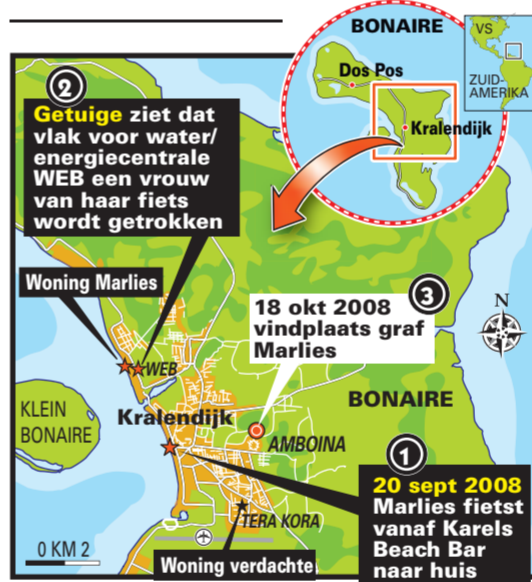 BONAIRE
Dos Pos
Kralendijk
VS
ZUID-
AMERIKA
2
Getuige ziet dat
vlak voor water/
energiecentrale
WEB een vrouw
van haar fiets
wordt getrokken
Woning Marlies
3
18 okt 2008
vindplaats graf
Marlies
N
WEB
KLEIN
BONAIRE
Kralendijk
BONAIRE
AMBOINA
1
20 sept 2008
Marlies fietst
vanaf Karels
Beach Bar
naar huis
TERA KORA
0 KM 2
Woning verdachte